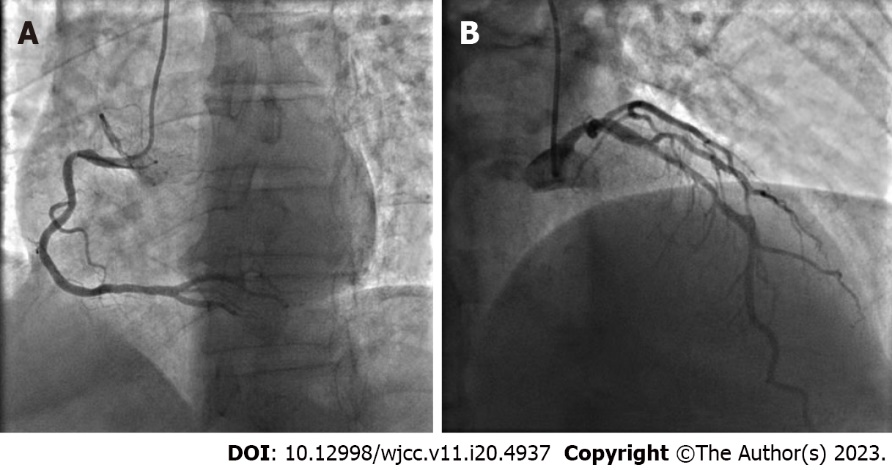 A
B
DOI: 10.12998/wjcc.v11.i20.4937 Copyright ©The Author(s) 2023.